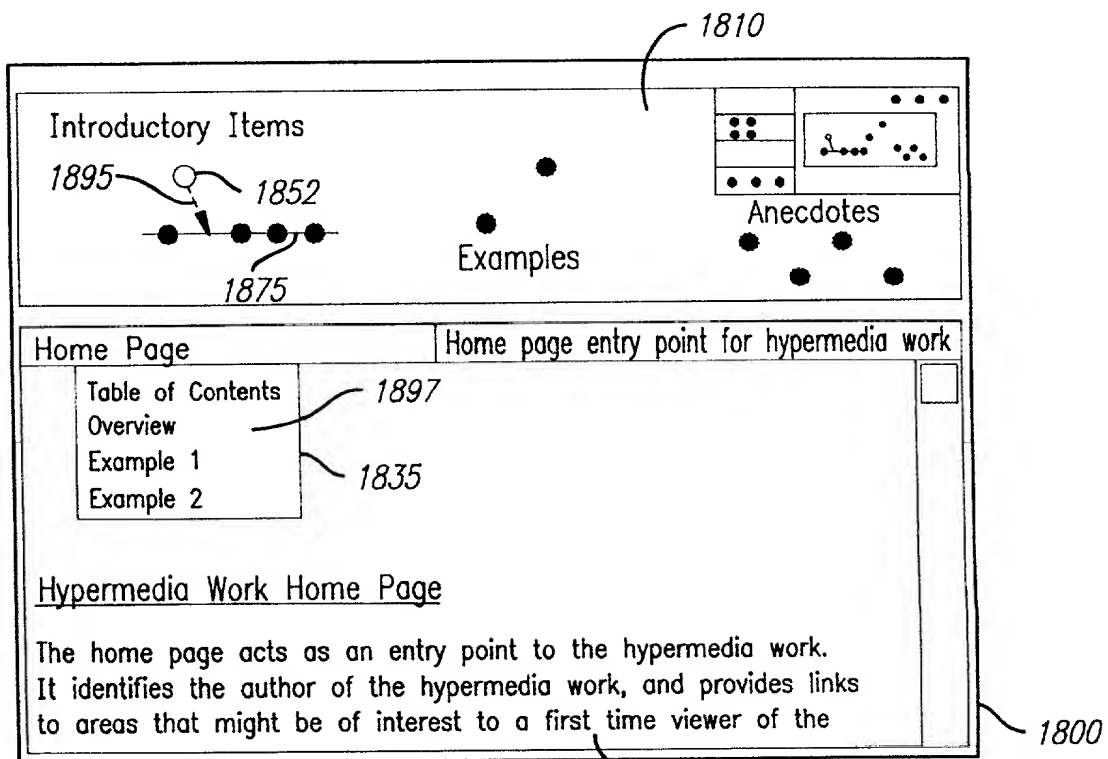 1810
Introductory Items
1895
1852
Anecdotes
Examples
1875
Home Page
Home page entry point for hypermedia work
Table of Contents
1897
Overview
Example 1
1835
Example 2
Hypermedia Work Home Page
The home page acts as an entry point to the hypermedia work.
It identifies the author of the hypermedia work, and provides links
to areas that might be of interest to a first time viewer of the
1800